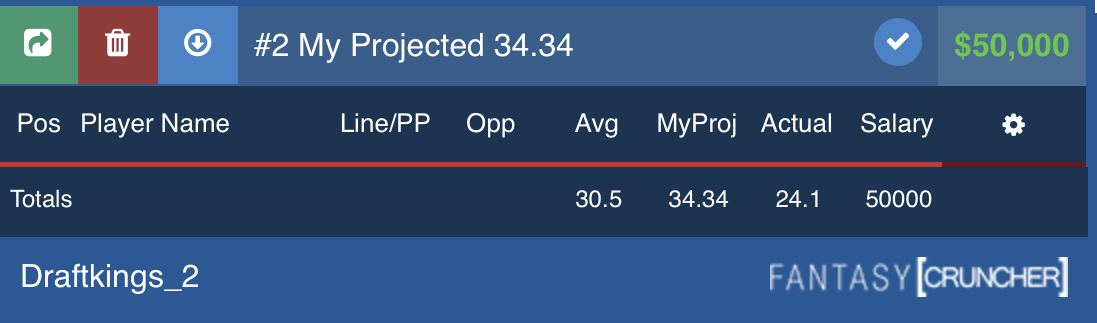 #2 My Projected 34.34 $50,000
Pos Player Name Line/PP Opp Avg MyProj Actual Salary
Totals 30.5 34.34 24.1 50000
Draftkings_2 FANTASY[CRUNCHER]